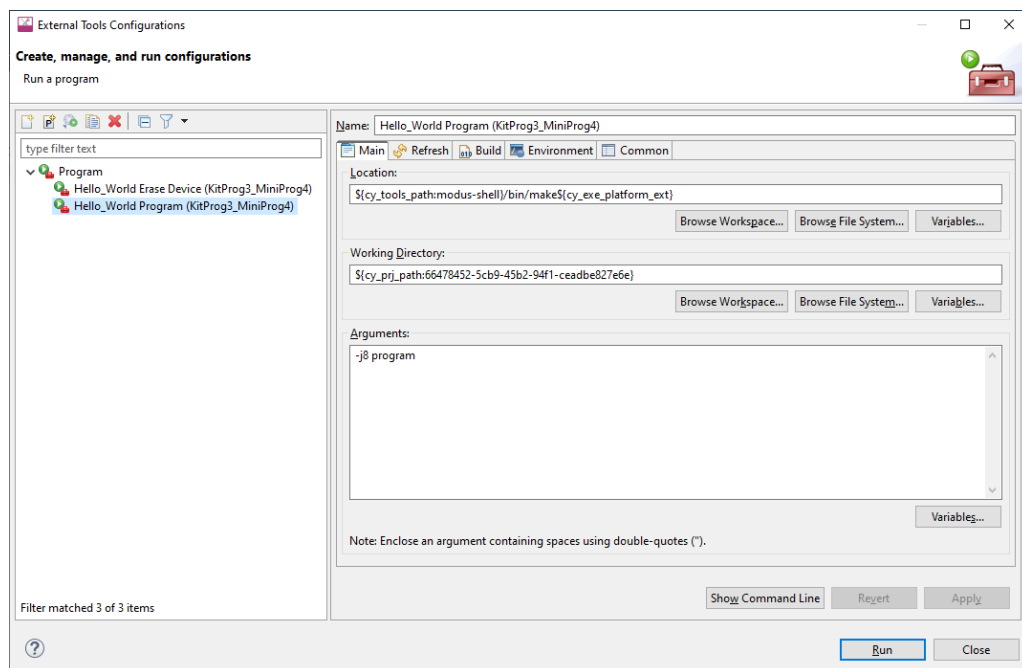 External Tools Configurations
Create, manage, and run configurations
Run a program
type filter text
Program
Hello_World Erase Device (KitProg3_MiniProg4)
Hello_World Program (KitProg3_MiniProg4)
Filter matched 3 of 3 items
Name: Hello_World Program (KitProg3_MiniProg4)
Main Refresh Build Environment Common
Location:
${cy_tools_path:modus-shell}/bin/make${cy_exe_platform_ext}
Browse Workspace... Browse File System... Variables...
Working Directory:
${cy_prj_path:66478452-5cb9-45b2-94f1-ceadbe827e6e}
Browse Workspace... Browse File System... Variables...
Arguments:
-j8 program
Variables...
Note: Enclose an argument containing spaces using double-quotes (").
Show Command Line Revert Apply
Run Close